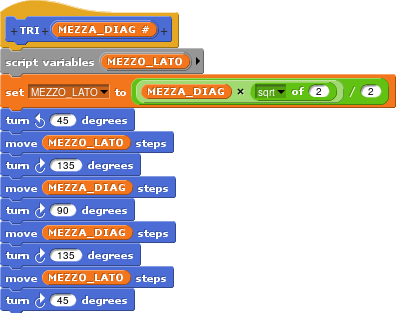 + TRI + MEZZA_DIAG # +
script variables MEZZO_LATO
set MEZZO_LATO to MEZZA_DIAG × sqrt of 2 / 2
turn 45 degrees
move MEZZO_LATO steps
turn 135 degrees
move MEZZA_DIAG steps
turn 90 degrees
move MEZZA_DIAG steps
turn 135 degrees
move MEZZO_LATO steps
turn 45 degrees